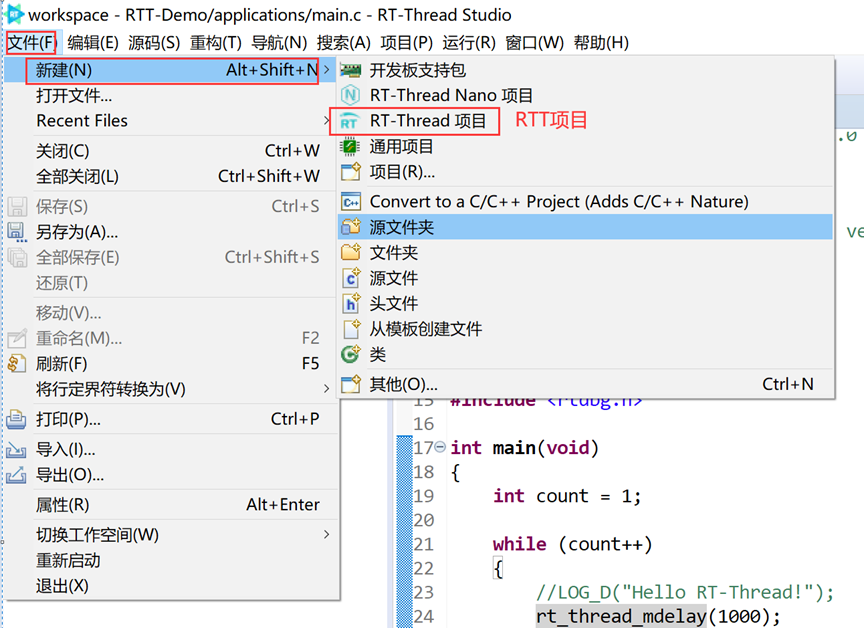 workspace - RTT-Demo/applications/main.c - RT-Thread Studio
文件(F) 编辑(E) 源码(S) 重构(T) 导航(N) 搜索(A) 项目(P) 运行(R) 窗口(W) 帮助(H)
新建(N) Alt+Shift+N
打开文件...
Recent Files
关闭(C) Ctrl+W
全部关闭(L) Ctrl+Shift+W
保存(S) Ctrl+S
另存为(A)...
全部保存(E) Ctrl+Shift+S
还原(T)
移动(V)...
重命名(M)... F2
刷新(F) F5
将行定界符转换为(V)
打印(P)... Ctrl+P
导入(I)...
导出(O)...
属性(R) Alt+Enter
切换工作空间(W)
重新启动
退出(X)
开发板支持包
RT-Thread Nano 项目
RT-Thread 项目 RTT项目
通用项目
项目(R)...
Convert to a C/C++ Project (Adds C/C++ Nature)
源文件夹
文件夹
源文件
头文件
从模板创建文件
类
其他(O)... Ctrl+N
.0
ve
15 #include <rtdbg.h>
16
17 int main(void)
18 {
19 int count = 1;
20
21 while (count++)
22 {
23 //LOG_D("Hello RT-Thread!");
24 rt_thread_mdelay(1000);